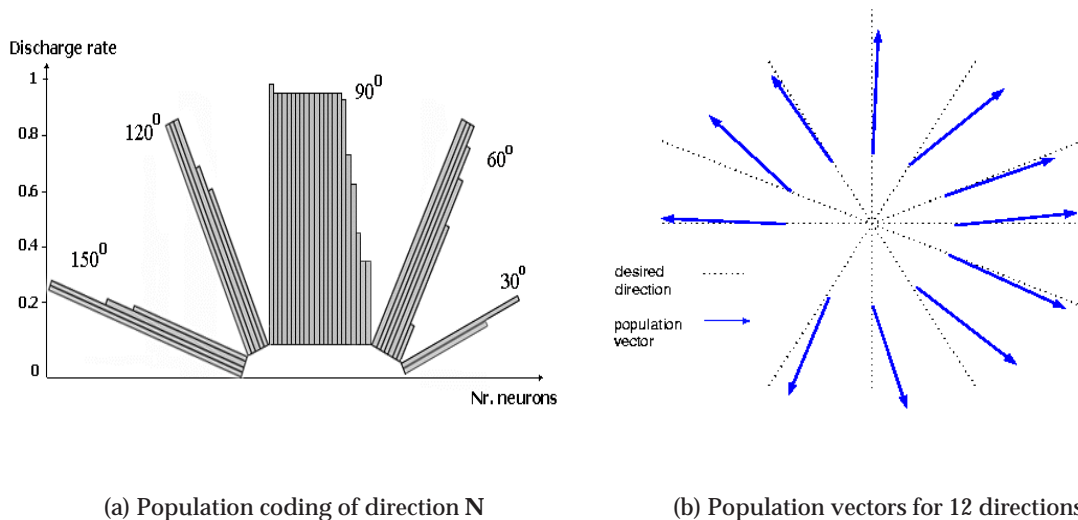 Discharge rate
1
0.8
0.6
0.4
0.2
0
150⁰
120⁰
90⁰
60⁰
30⁰
Nr. neurons
desired
direction
population
vector
(a) Population coding of direction N
(b) Population vectors for 12 directions